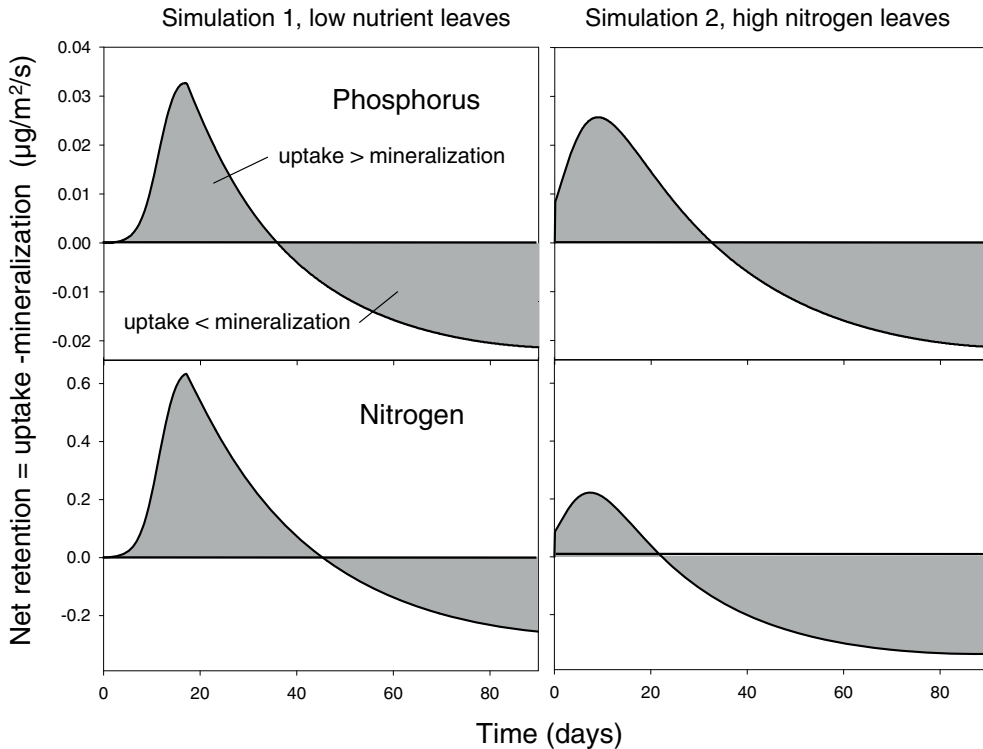 Simulation 1, low nutrient leaves
Simulation 2, high nitrogen leaves
Net retention = uptake -mineralization (µg/m²/s)
0.04
0.03
0.02
0.01
0.00
-0.01
-0.02
Phosphorus
uptake > mineralization
uptake < mineralization
0.6
0.4
0.2
0.0
-0.2
Nitrogen
0 20 40 60 80
0 20 40 60 80
Time (days)